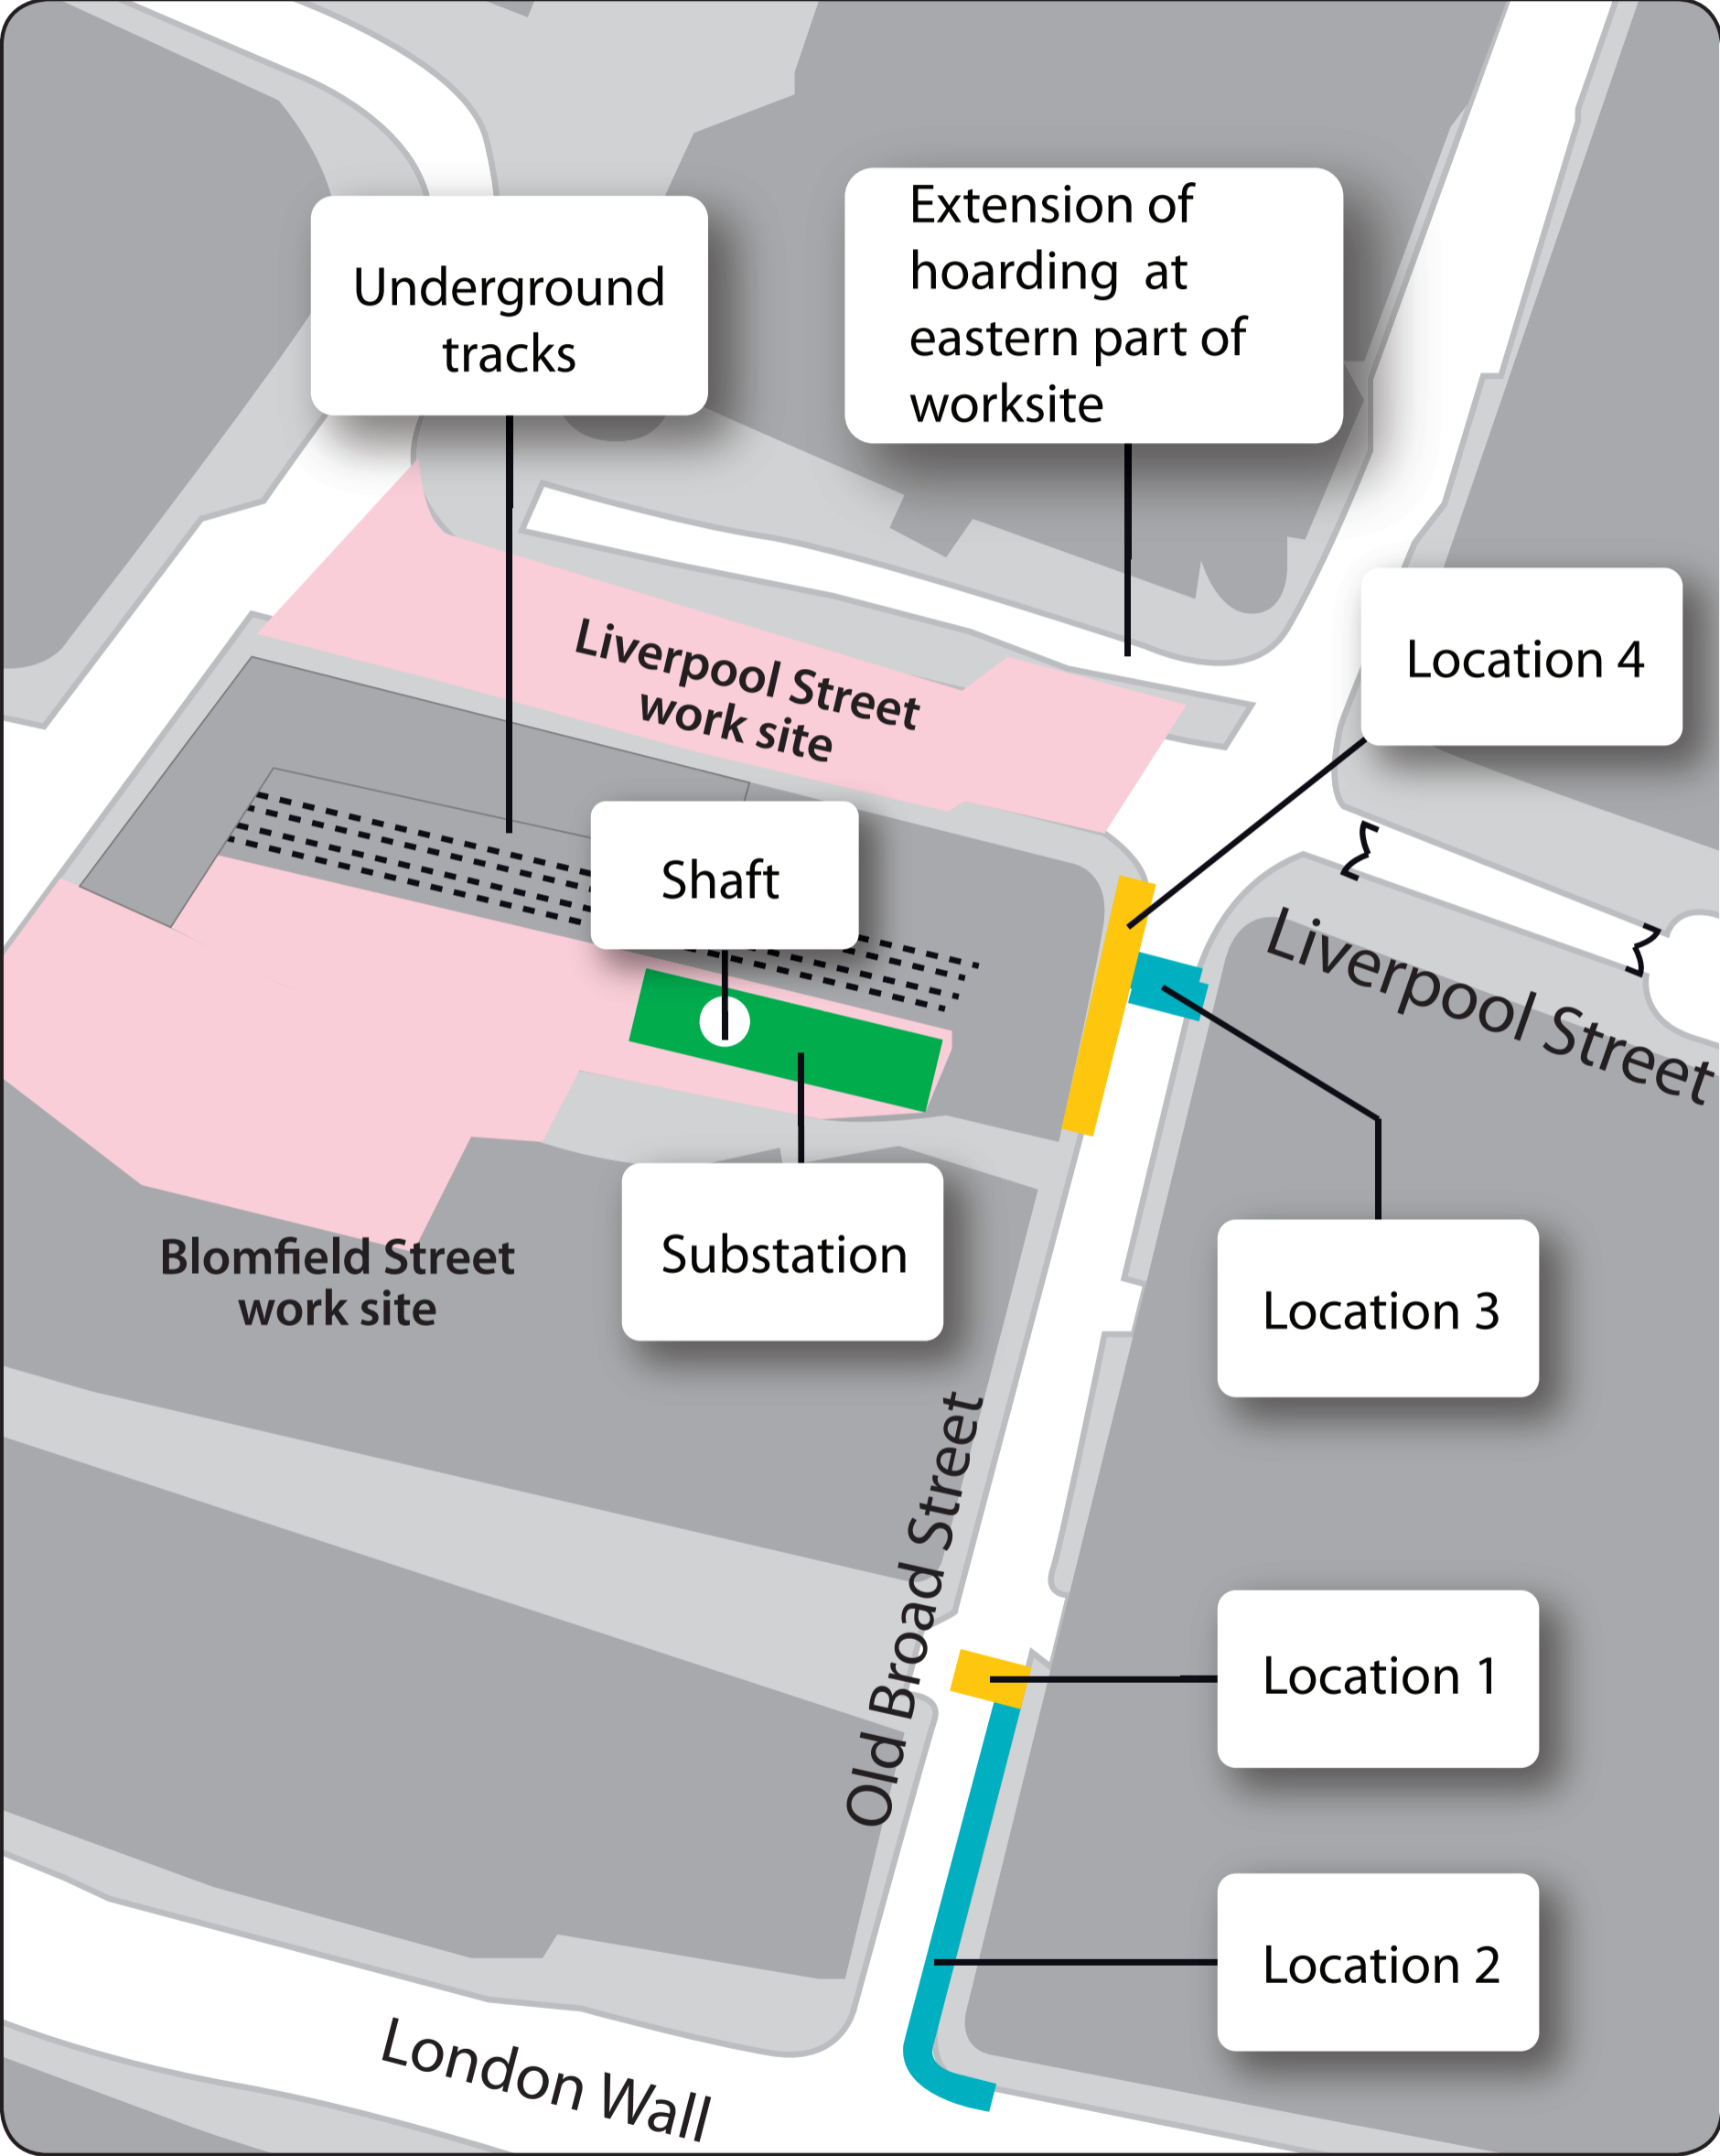 Extension of
hoarding at
eastern part of
worksite
Underground
tracks
Liverpool Street
work site
Location 4
Shaft
Liverpool Street
Substation
Blomfield Street
work site
Location 3
Old Broad Street
Location 1
Location 2
London Wall